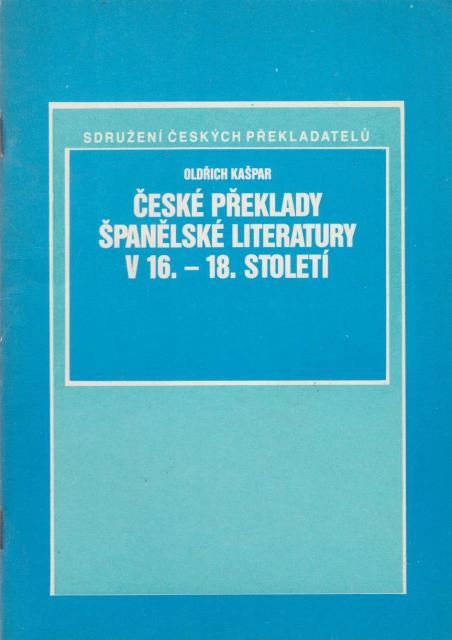 SDRUŽENÍ ČESKÝCH PŘEKLADATELŮ
OLDŘICH KAŠPAR
ČESKÉ PŘEKLADY
ŠPANĚLSKÉ LITERATURY
V 16. – 18. STOLETÍ